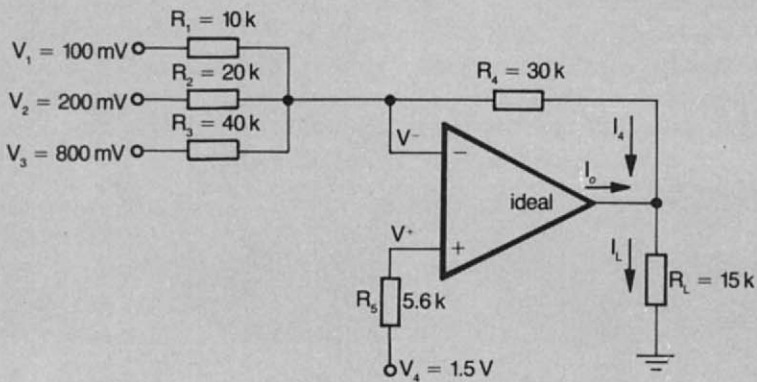 R₁ = 10 k
V₁ = 100 mV
R₂ = 20 k
R₄ = 30 k
V₂ = 200 mV
R₃ = 40 k
V⁻
I₄
V₃ = 800 mV
−
I₀
ideal
V⁺
+
I_L
R_L = 15 k
R₅ 5.6 k
V₄ = 1.5 V